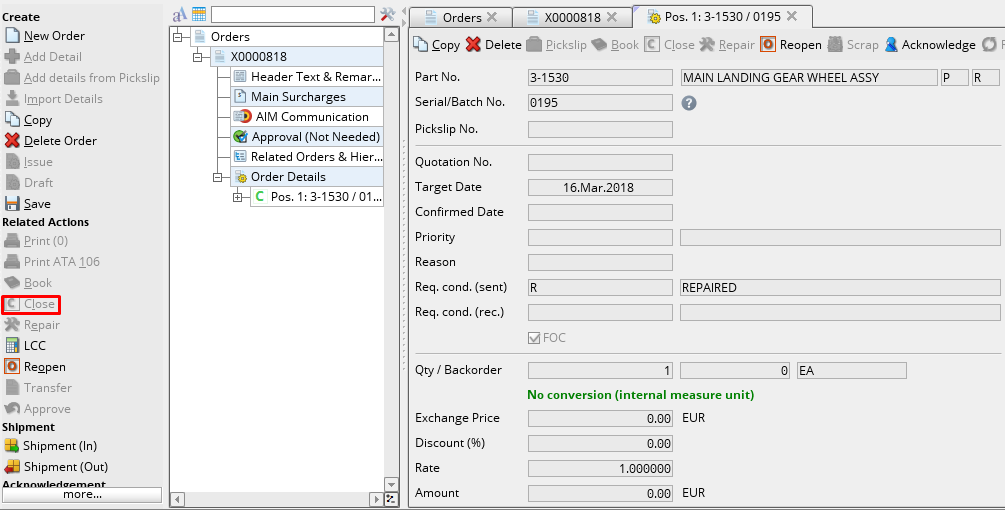 Create
New Order
Add Detail
Add details from Pickslip
Import Details
Copy
Delete Order
Issue
Draft
Save
Related Actions
Print (0)
Print ATA 106
Book
Close
Repair
LCC
Reopen
Transfer
Approve
Shipment
Shipment (In)
Shipment (Out)
Acknowledgement
more...
Orders
X0000818
Header Text & Remar...
Main Surcharges
AIM Communication
Approval (Not Needed)
Related Orders & Hier...
Order Details
C Pos. 1: 3-1530 / 01...
Orders X0000818 Pos. 1: 3-1530 / 0195
Copy Delete Pickslip Book Close Repair Reopen Scrap Acknowledge
Part No. 3-1530 MAIN LANDING GEAR WHEEL ASSY P R
Serial/Batch No. 0195 ?
Pickslip No.
Quotation No.
Target Date 16.Mar.2018
Confirmed Date
Priority
Reason
Req. cond. (sent) R REPAIRED
Req. cond. (rec.)
FOC
Qty / Backorder 1 0 EA
No conversion (internal measure unit)
Exchange Price 0.00 EUR
Discount (%) 0.00
Rate 1.000000
Amount 0.00 EUR